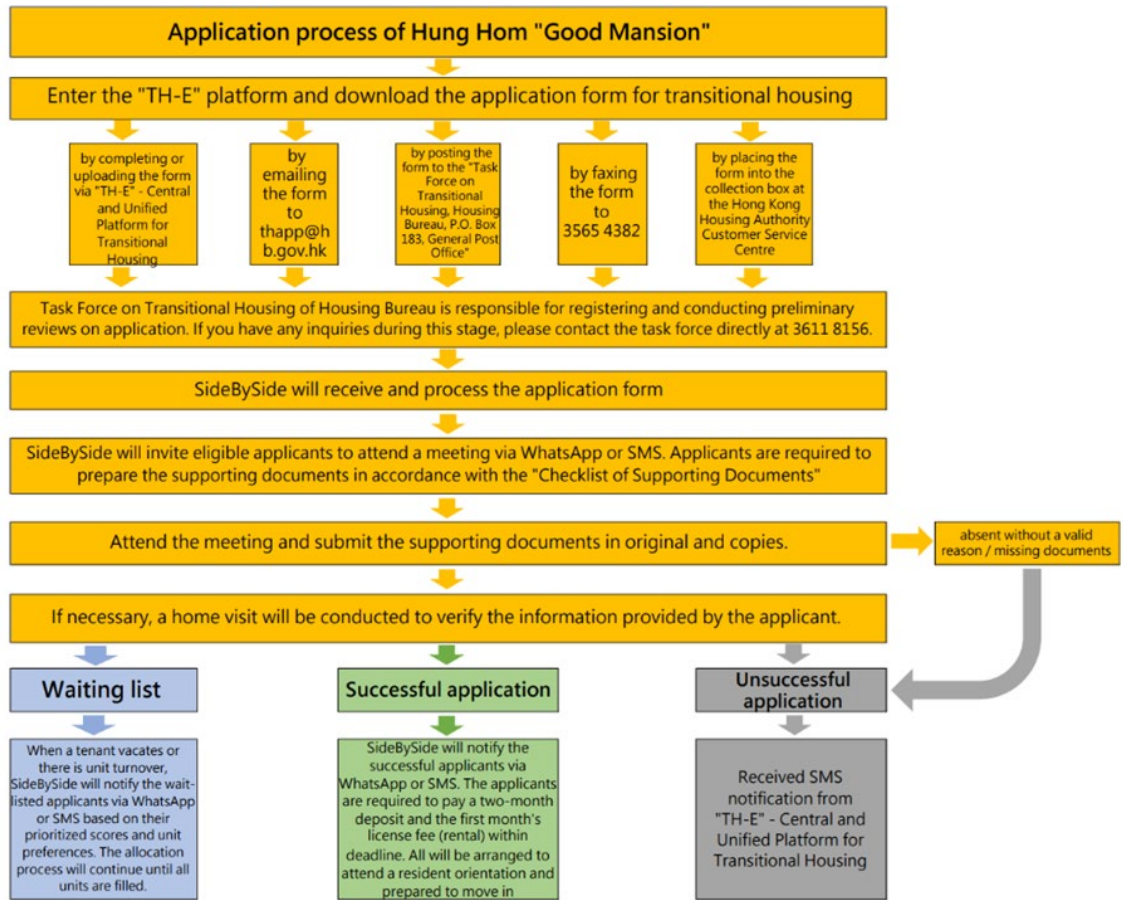 Application process of Hung Hom "Good Mansion"
Enter the "TH-E" platform and download the application form for transitional housing
by completing or
uploading the form
via "TH-E" - Central
and Unified
Platform for
Transitional
Housing
by
emailing
the form
to
thapp@h
b.gov.hk
by posting the
form to the "Task
Force on
Transitional
Housing, Housing
Bureau, P.O. Box
183, General Post
Office"
by faxing
the form
to
3565 4382
by placing the
form into the
collection box at
the Hong Kong
Housing Authority
Customer Service
Centre
Task Force on Transitional Housing of Housing Bureau is responsible for registering and conducting preliminary
reviews on application. If you have any inquiries during this stage, please contact the task force directly at 3611 8156.
SideBySide will receive and process the application form
SideBySide will invite eligible applicants to attend a meeting via WhatsApp or SMS. Applicants are required to
prepare the supporting documents in accordance with the "Checklist of Supporting Documents"
Attend the meeting and submit the supporting documents in original and copies.
absent without a valid
reason / missing documents
If necessary, a home visit will be conducted to verify the information provided by the applicant.
Waiting list
When a tenant vacates or
there is unit turnover,
SideBySide will notify the wait-
listed applicants via WhatsApp
or SMS based on their
prioritized scores and unit
preferences. The allocation
process will continue until all
units are filled.
Successful application
SideBySide will notify the
successful applicants via
WhatsApp or SMS. The applicants
are required to pay a two-month
deposit and the first month's
license fee (rental) within
deadline. All will be arranged to
attend a resident orientation and
prepared to move in
Unsuccessful
application
Received SMS
notification from
"TH-E" - Central and
Unified Platform for
Transitional Housing